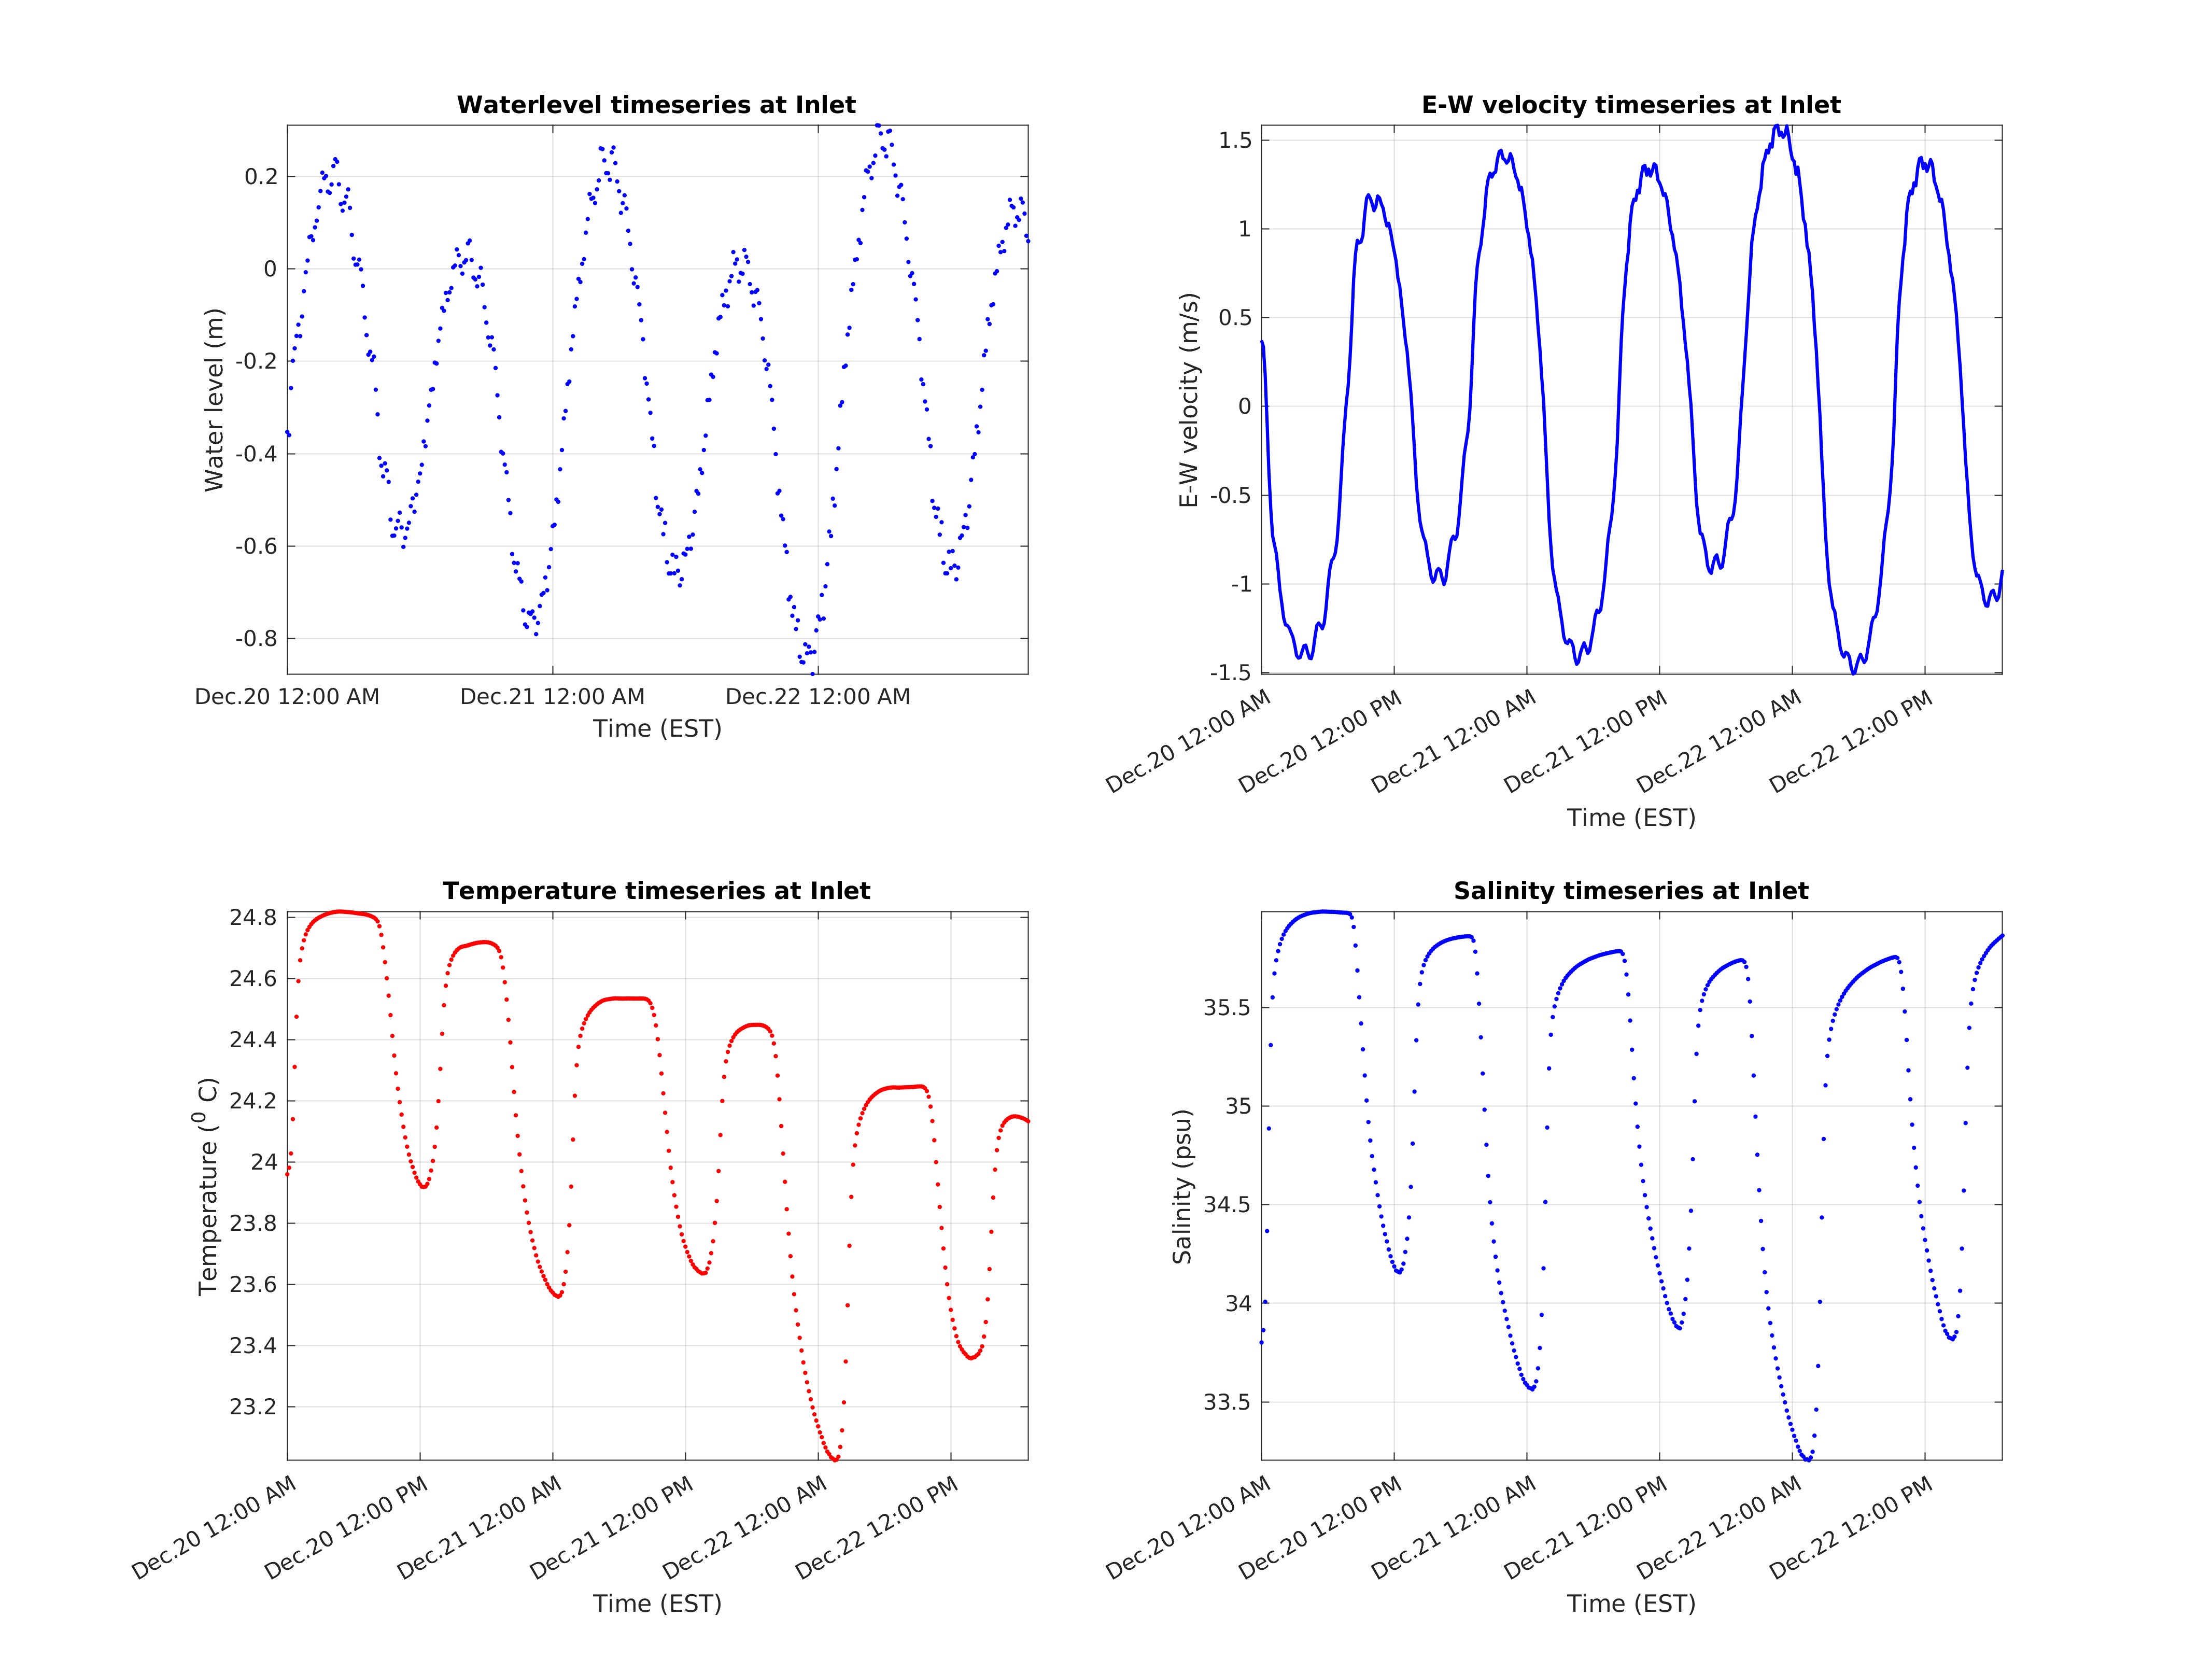 Waterlevel timeseries at Inlet
0.2
0
-0.2
-0.4
-0.6
-0.8
Water level (m)
Dec.20 12:00 AM Dec.21 12:00 AM Dec.22 12:00 AM
Time (EST)
E-W velocity timeseries at Inlet
1.5
1
0.5
0
-0.5
-1
-1.5
E-W velocity (m/s)
Dec.20 12:00 AM
Dec.20 12:00 PM
Dec.21 12:00 AM
Dec.21 12:00 PM
Dec.22 12:00 AM
Dec.22 12:00 PM
Time (EST)
Temperature timeseries at Inlet
24.8
24.6
24.4
24.2
24
23.8
23.6
23.4
23.2
Temperature (⁰ C)
Dec.20 12:00 AM
Dec.20 12:00 PM
Dec.21 12:00 AM
Dec.21 12:00 PM
Dec.22 12:00 AM
Dec.22 12:00 PM
Time (EST)
Salinity timeseries at Inlet
35.5
35
34.5
34
33.5
Salinity (psu)
Dec.20 12:00 AM
Dec.20 12:00 PM
Dec.21 12:00 AM
Dec.21 12:00 PM
Dec.22 12:00 AM
Dec.22 12:00 PM
Time (EST)